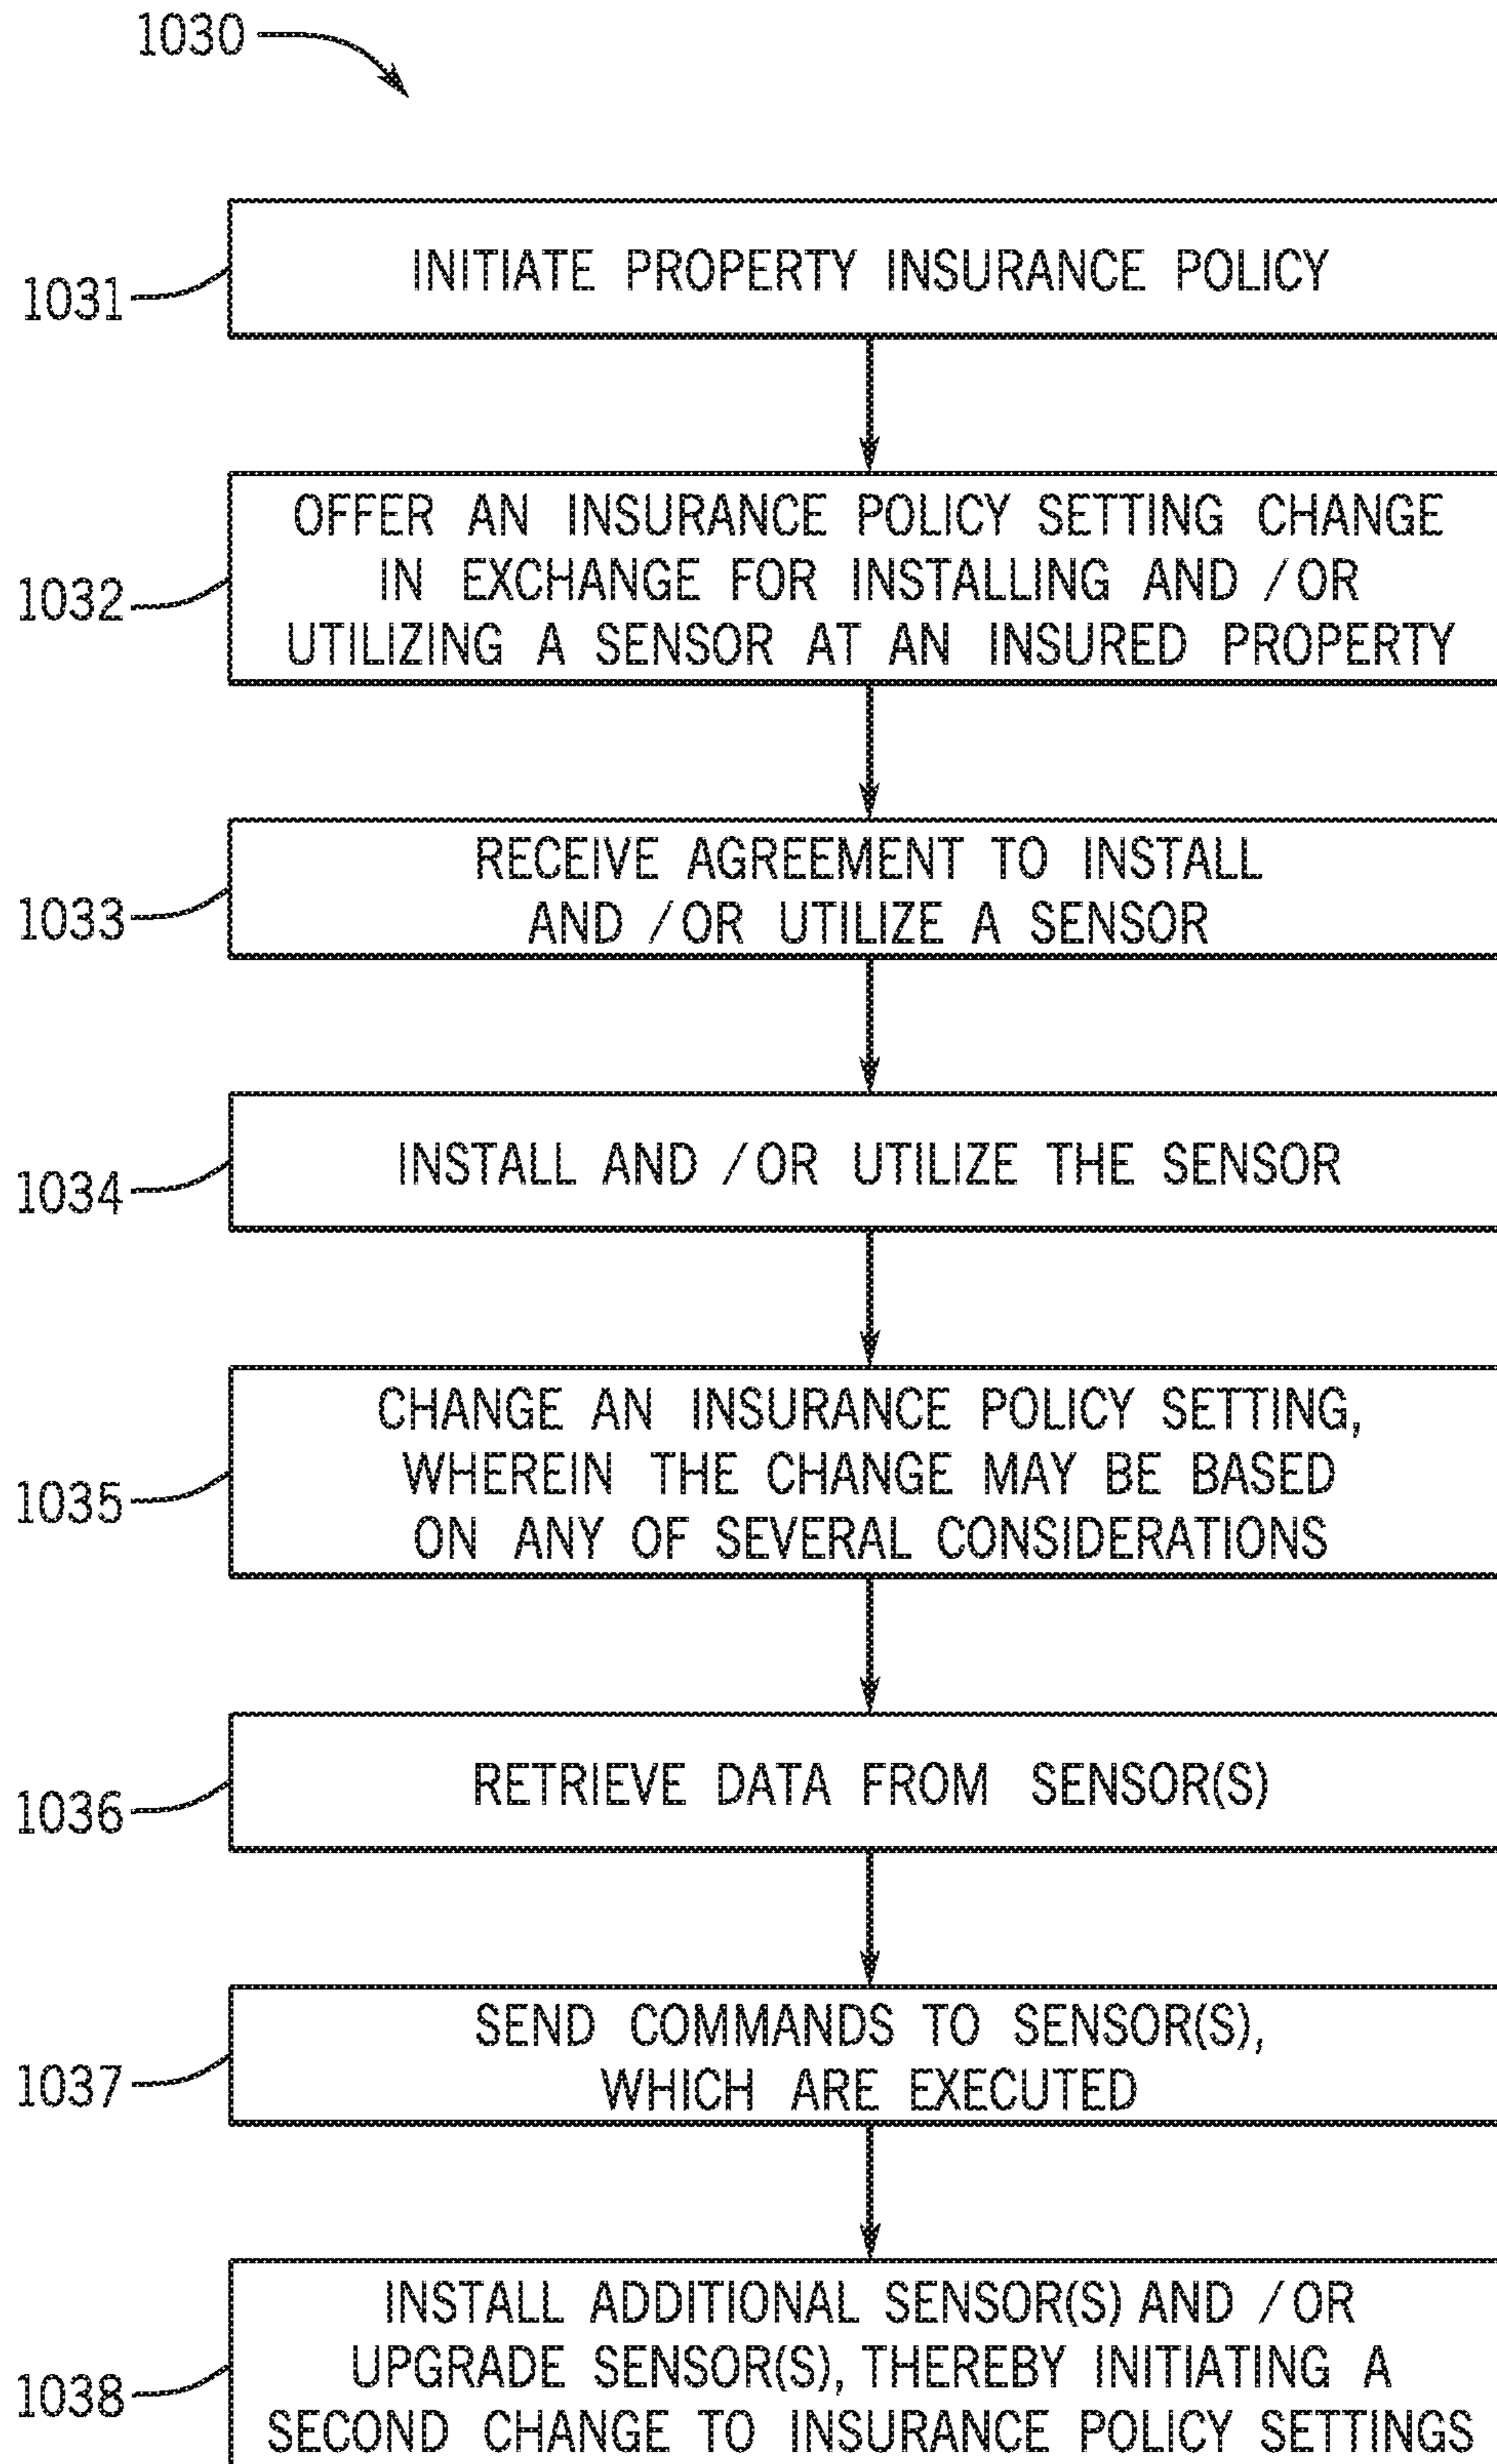 1030
1031
INITIATE PROPERTY INSURANCE POLICY
1032
OFFER AN INSURANCE POLICY SETTING CHANGE
IN EXCHANGE FOR INSTALLING AND /OR
UTILIZING A SENSOR AT AN INSURED PROPERTY
1033
RECEIVE AGREEMENT TO INSTALL
AND /OR UTILIZE A SENSOR
1034
INSTALL AND /OR UTILIZE THE SENSOR
1035
CHANGE AN INSURANCE POLICY SETTING,
WHEREIN THE CHANGE MAY BE BASED
ON ANY OF SEVERAL CONSIDERATIONS
1036
RETRIEVE DATA FROM SENSOR(S)
1037
SEND COMMANDS TO SENSOR(S),
WHICH ARE EXECUTED
1038
INSTALL ADDITIONAL SENSOR(S) AND /OR
UPGRADE SENSOR(S), THEREBY INITIATING A
SECOND CHANGE TO INSURANCE POLICY SETTINGS